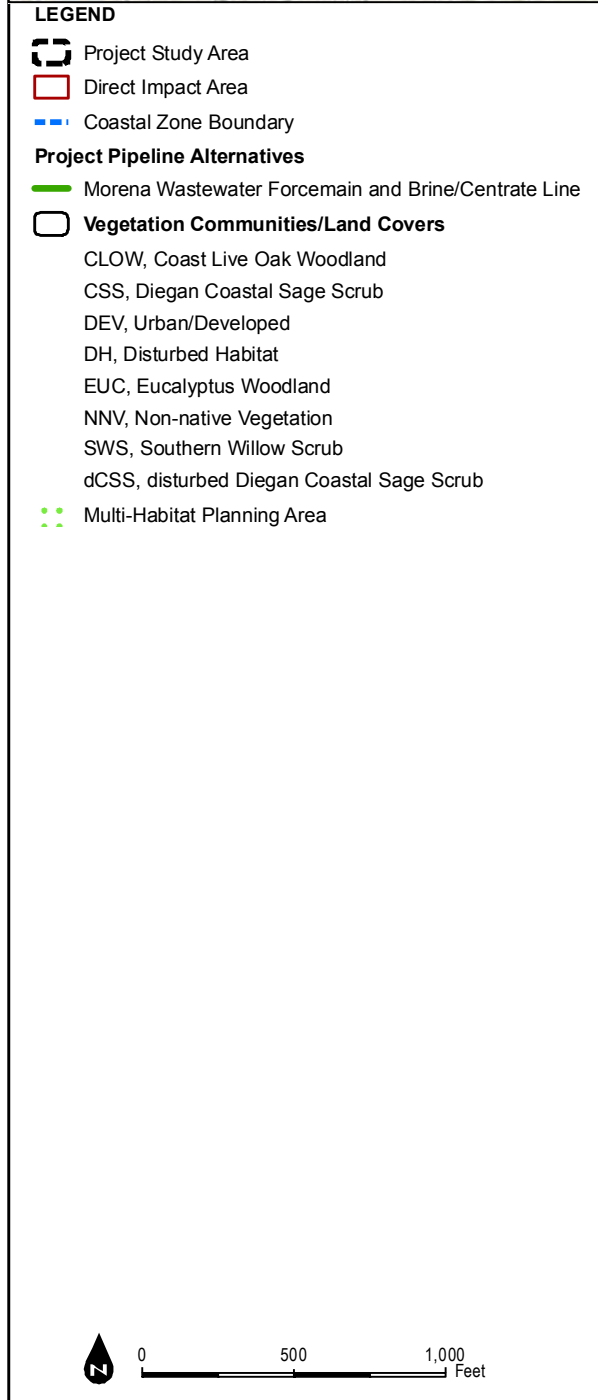 LEGEND
Project Study Area
Direct Impact Area
Coastal Zone Boundary
Project Pipeline Alternatives
Morena Wastewater Forcemain and Brine/Centrate Line
Vegetation Communities/Land Covers
CLOW, Coast Live Oak Woodland
CSS, Diegan Coastal Sage Scrub
DEV, Urban/Developed
DH, Disturbed Habitat
EUC, Eucalyptus Woodland
NNV, Non-native Vegetation
SWS, Southern Willow Scrub
dCSS, disturbed Diegan Coastal Sage Scrub
Multi-Habitat Planning Area
N
0 500 1,000
Feet